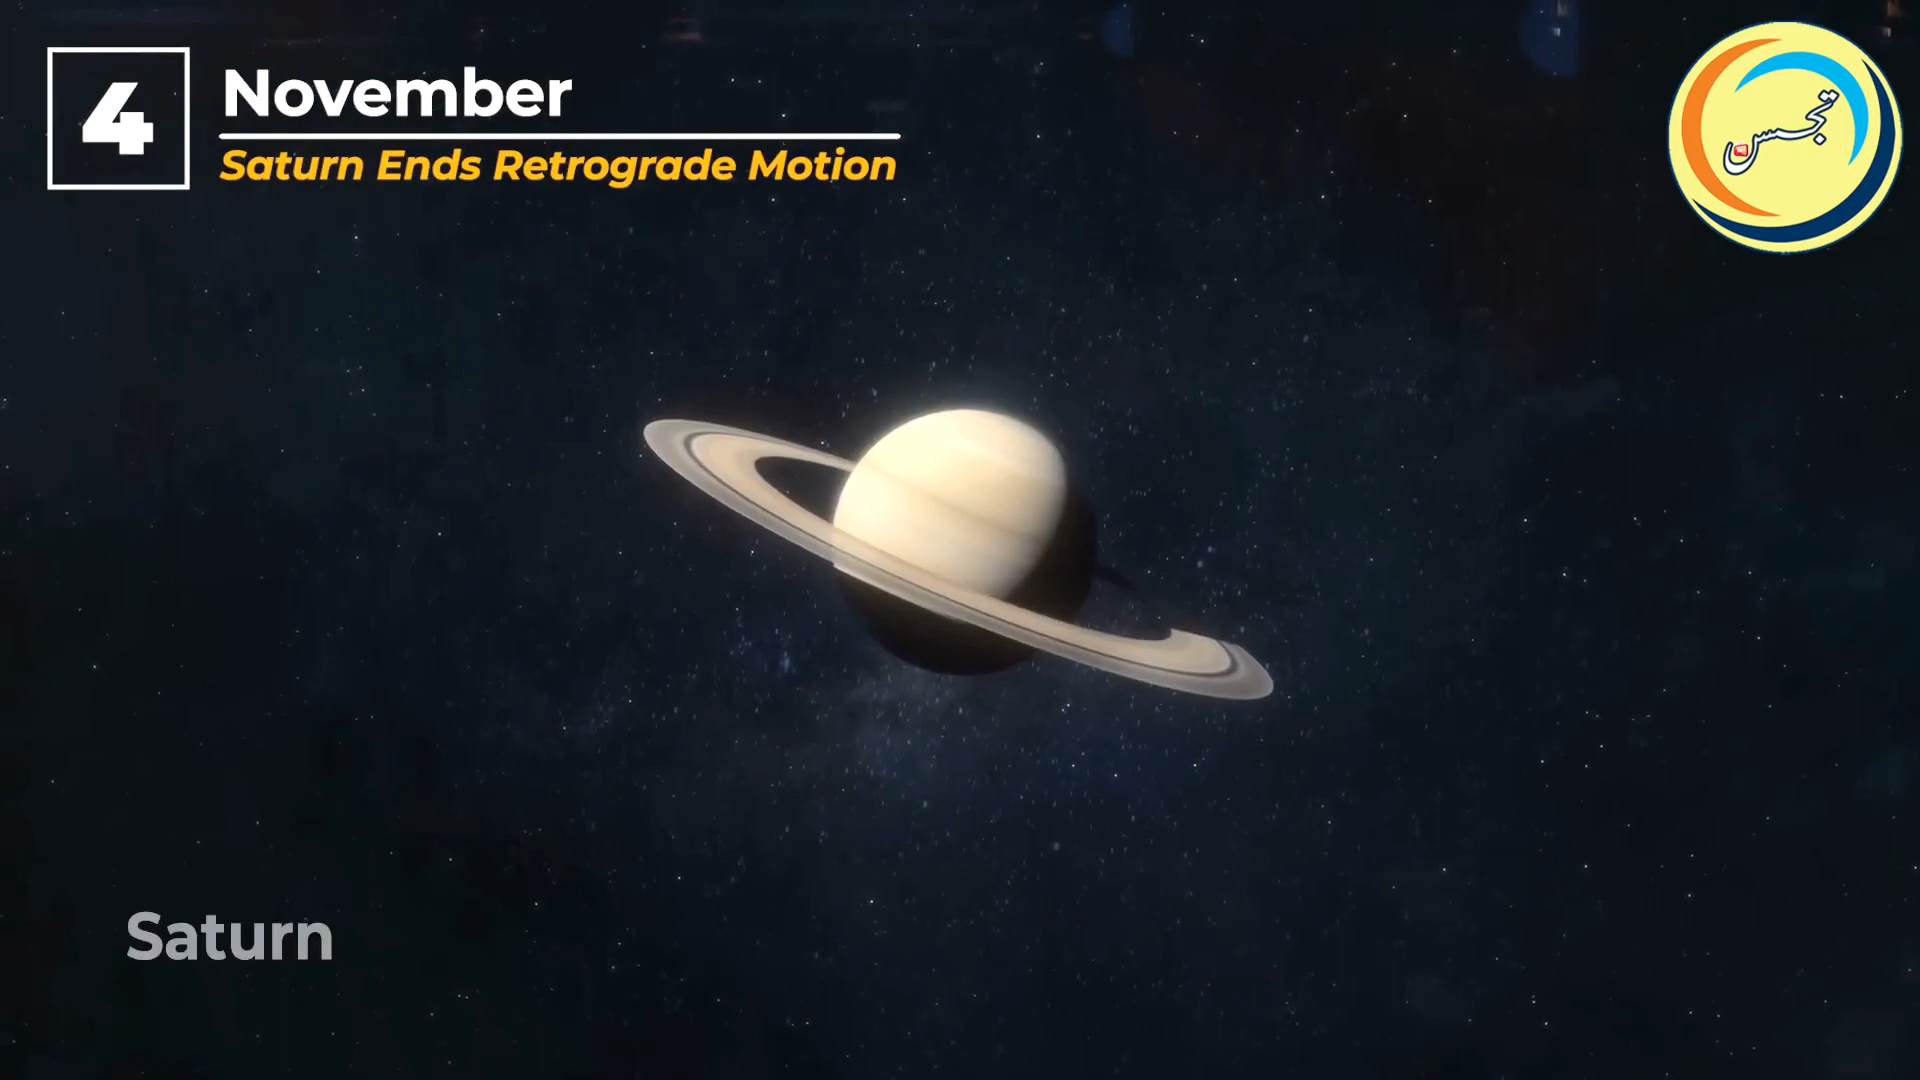 4
November
Saturn Ends Retrograde Motion
تجسس
Saturn